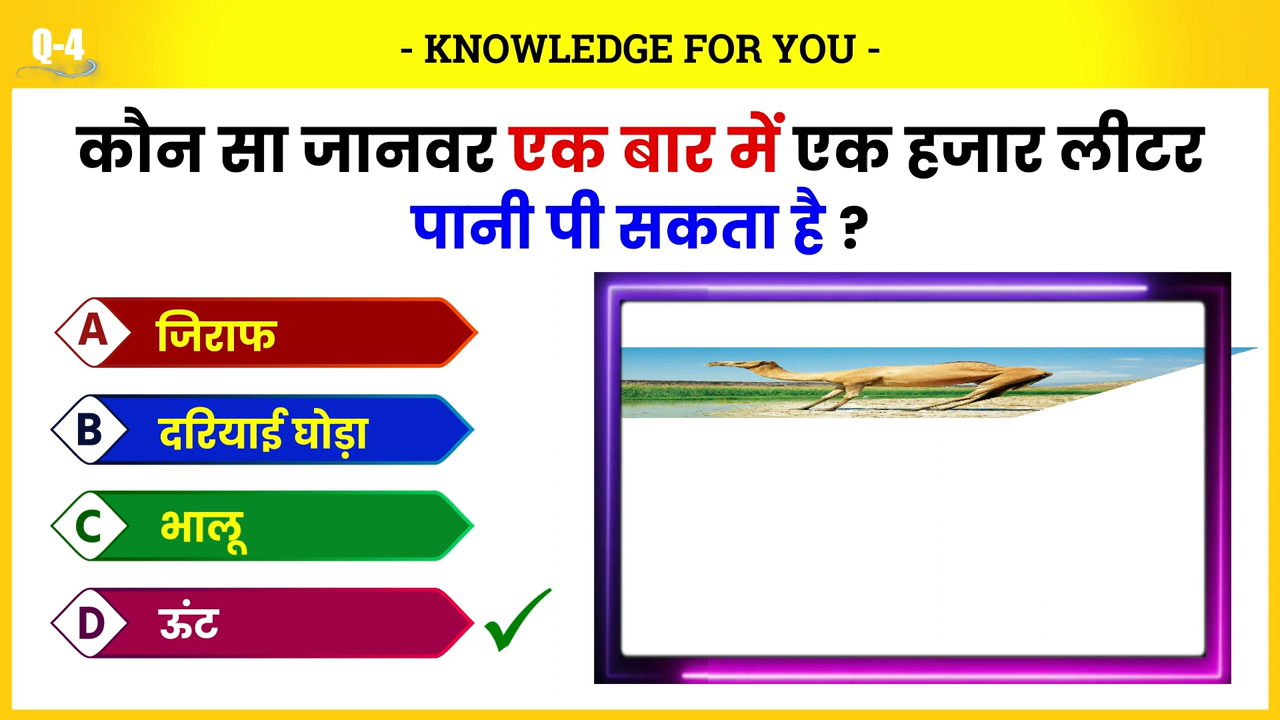 Q-4
- KNOWLEDGE FOR YOU -
कौन सा जानवर एक बार में एक हजार लीटर
पानी पी सकता है ?
A जिराफ
B दरियाई घोड़ा
C भालू
D ऊंट